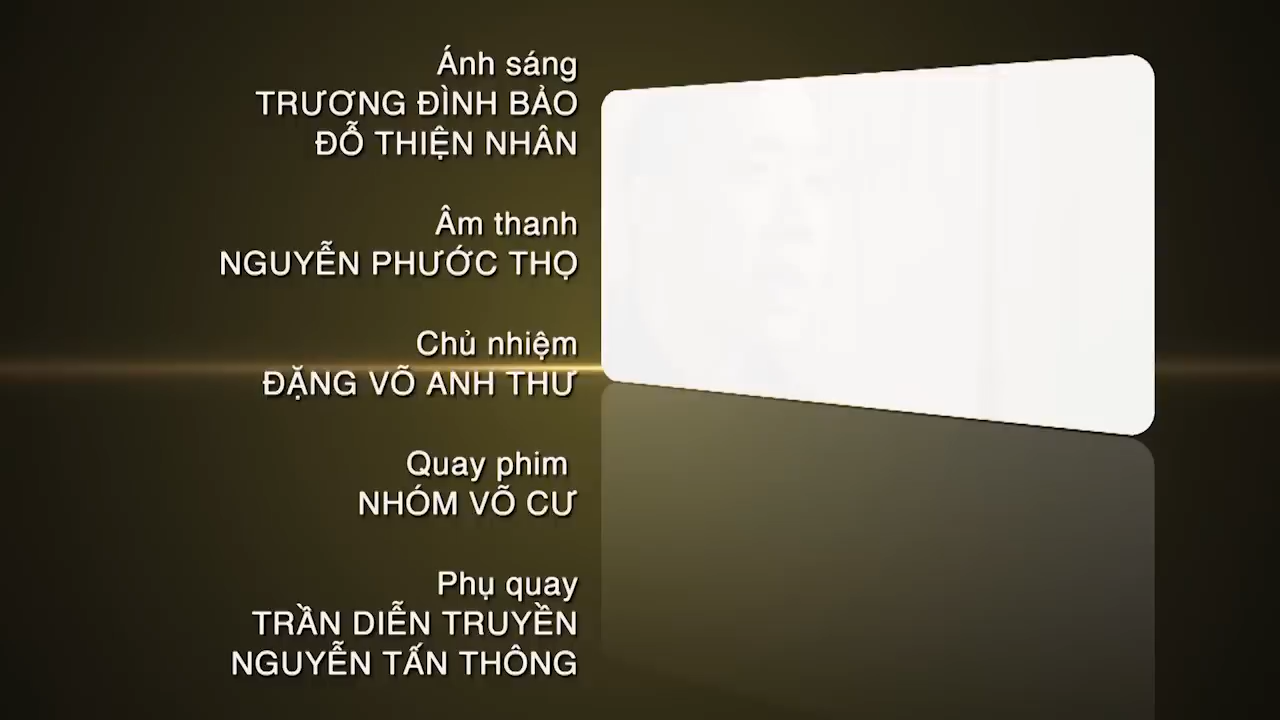 Ánh sáng
TRƯƠNG ĐÌNH BẢO
ĐỖ THIỆN NHÂN
Âm thanh
NGUYỄN PHƯỚC THỌ
Chủ nhiệm
ĐẶNG VÕ ANH THƯ
Quay phim
NHÓM VÕ CƯ
Phụ quay
TRẦN DIỄN TRUYỀN
NGUYỄN TẤN THÔNG